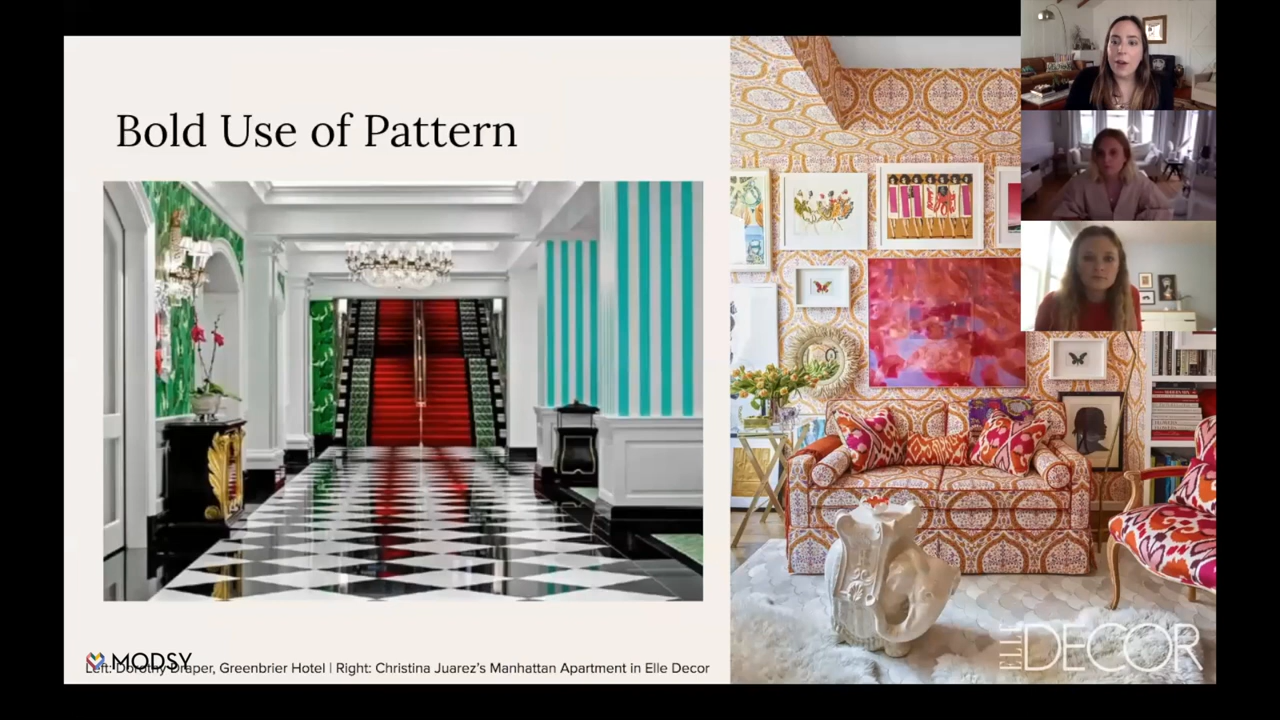 Bold Use of Pattern
MODSY
Left: Dorothy Draper, Greenbrier Hotel | Right: Christina Juarez's Manhattan Apartment in Elle Decor
ELLE DECOR